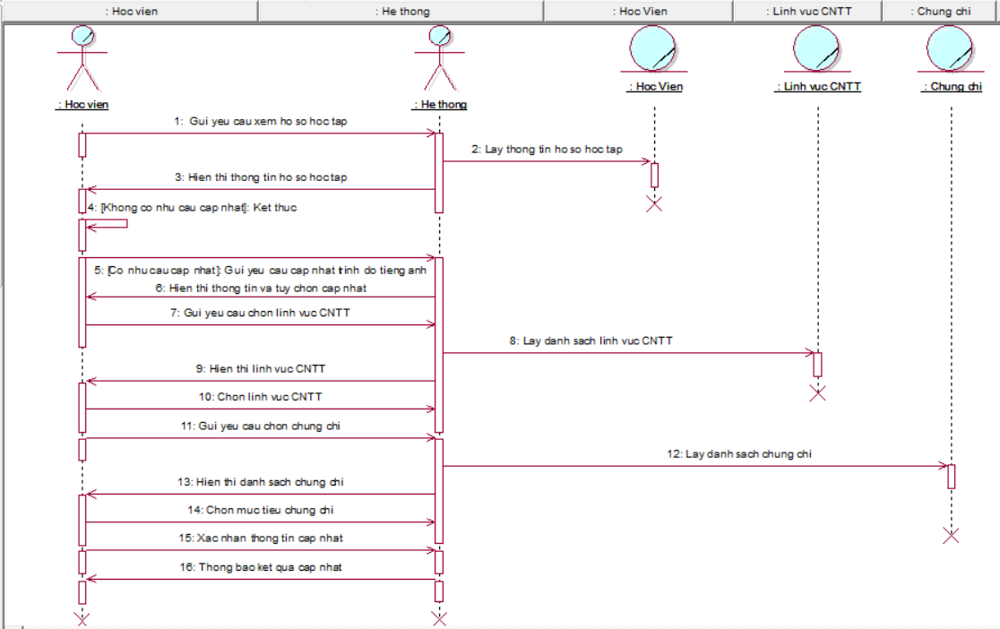 : Hoc vien
: He thong
: Hoc Vien
: Linh vuc CNTT
: Chung chi
: Hoc vien
: He thong
: Hoc Vien
: Linh vuc CNTT
: Chung chi
1: Gui yeu cau xem ho so hoc tap
2: Lay thong tin ho so hoc tap
3: Hien thi thong tin ho so hoc tap
4: [Khong co nhu cau cap nhat]: Ket thuc
5: [Co nhu cau cap nhat]: Gui yeu cau cap nhat trinh do tieng anh
6: Hien thi thong tin va tuy chon cap nhat
7: Gui yeu cau chon linh vuc CNTT
8: Lay danh sach linh vuc CNTT
9: Hien thi linh vuc CNTT
10: Chon linh vuc CNTT
11: Gui yeu cau chon chung chi
12: Lay danh sach chung chi
13: Hien thi danh sach chung chi
14: Chon muc tieu chung chi
15: Xac nhan thong tin cap nhat
16: Thong bao ket qua cap nhat